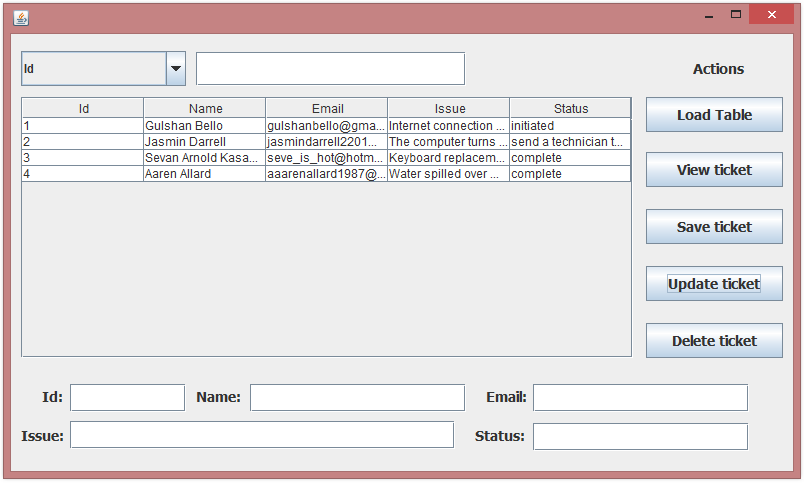 Id
Actions
Id Name Email Issue Status
1 Gulshan Bello gulshanbello@gma... Internet connection ... initiated
2 Jasmin Darrell jasmindarrell2201... The computer turns ... send a technician t...
3 Sevan Arnold Kasa... seve_is_hot@hotm... Keyboard replacem... complete
4 Aaren Allard aaarenallard1987@... Water spilled over ... complete
Load Table
View ticket
Save ticket
Update ticket
Delete ticket
Id: Name: Email:
Issue: Status: